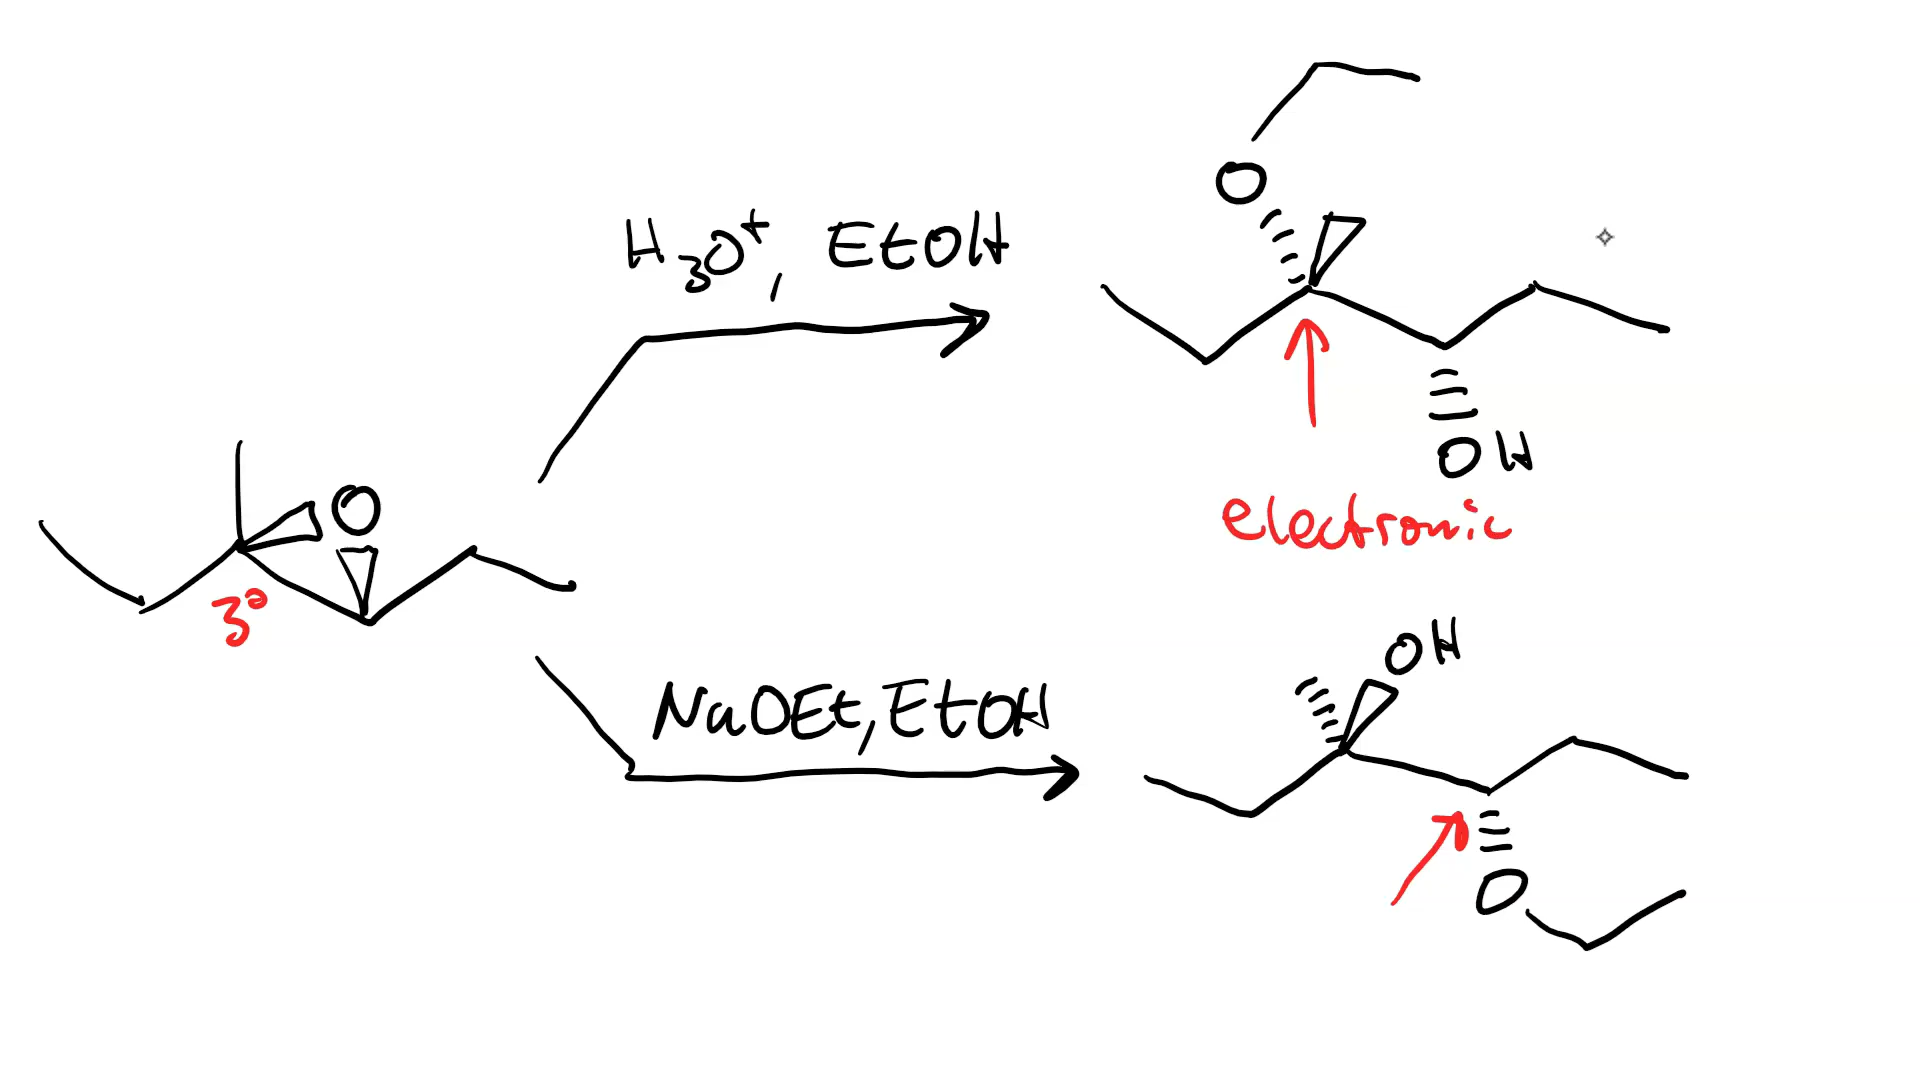 O
H₃O⁺, EtOH
OH
electronic
O
3°
OH
NaOEt, EtOH
O